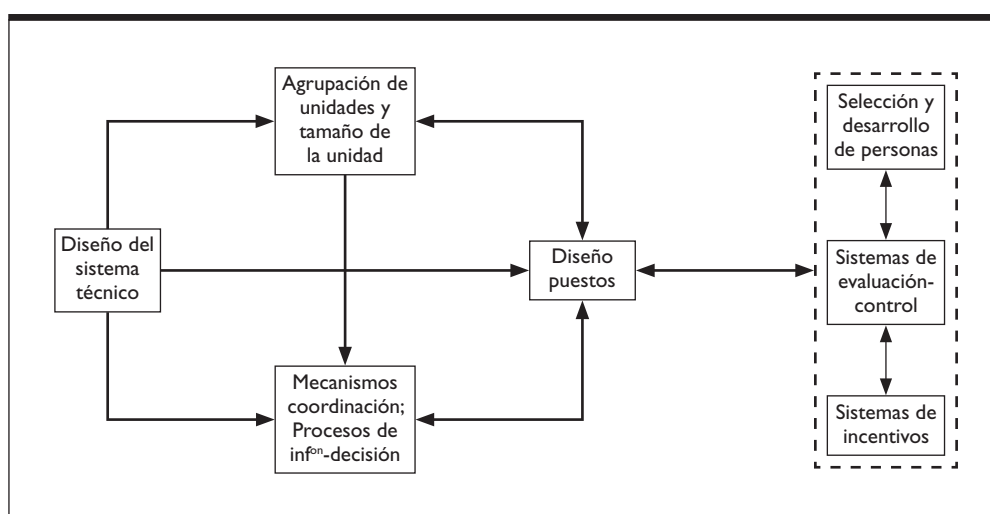 Agrupación de
unidades y
tamaño de
la unidad
Selección y
desarrollo
de personas
Diseño del
sistema
técnico
Diseño
puestos
Sistemas de
evaluación-
control
Mecanismos
coordinación;
Procesos de
infᵒⁿ-decisión
Sistemas de
incentivos